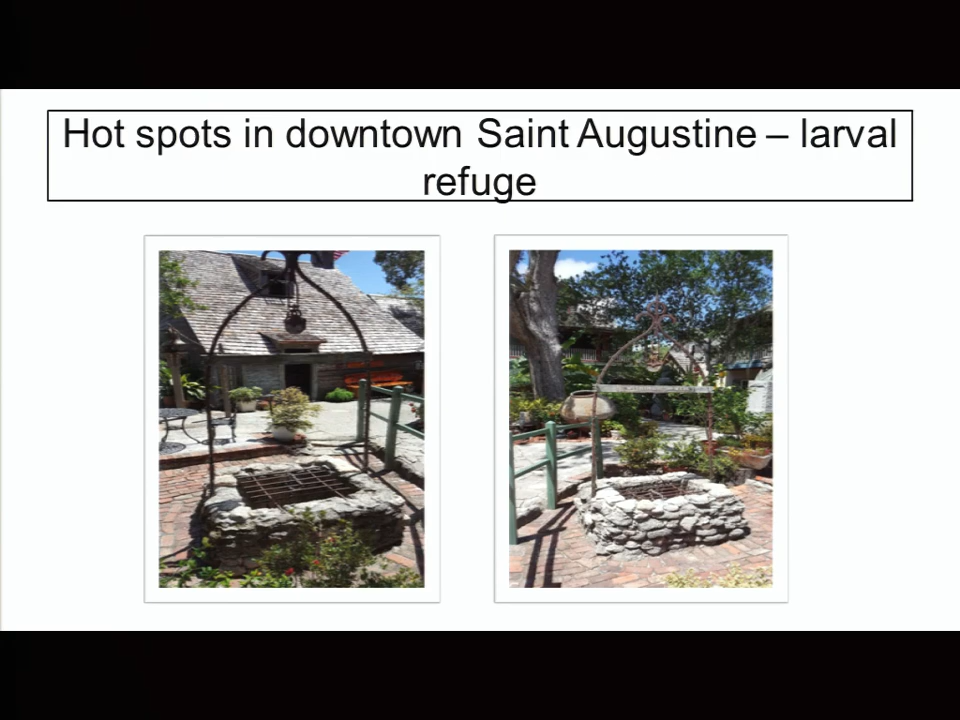 Hot spots in downtown Saint Augustine – larval
refuge